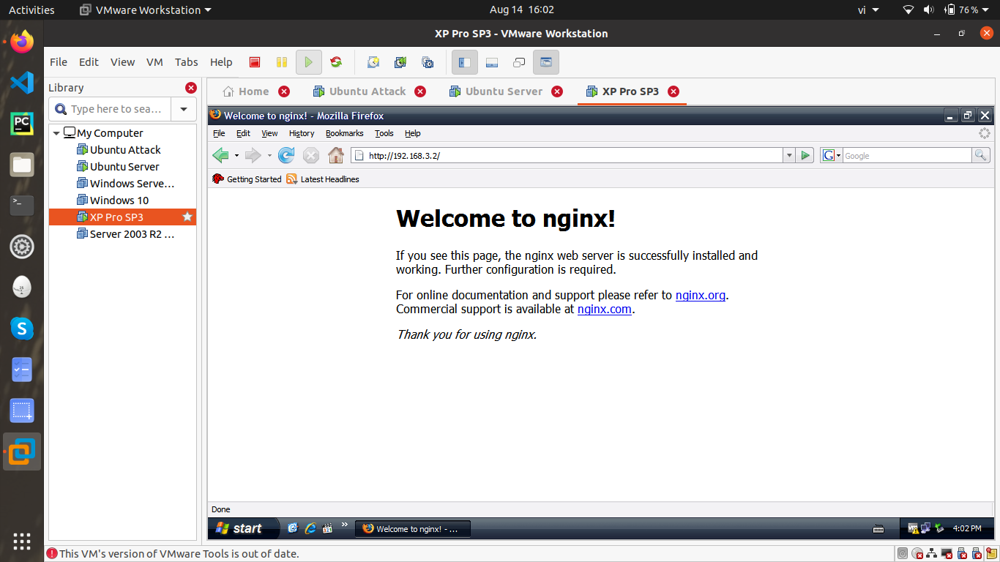 Activities VMware Workstation Aug 14 16:02 vi 76 %
XP Pro SP3 - VMware Workstation
File Edit View VM Tabs Help
Library
Type here to sea...
My Computer
Ubuntu Attack
Ubuntu Server
Windows Serve...
Windows 10
XP Pro SP3
Server 2003 R2 ...
Home Ubuntu Attack Ubuntu Server XP Pro SP3
Welcome to nginx! - Mozilla Firefox
File Edit View History Bookmarks Tools Help
http://192.168.3.2/ G Google
Getting Started Latest Headlines
Welcome to nginx!
If you see this page, the nginx web server is successfully installed and
working. Further configuration is required.
For online documentation and support please refer to nginx.org.
Commercial support is available at nginx.com.
Thank you for using nginx.
Done
start » Welcome to nginx! - ... 4:02 PM
This VM's version of VMware Tools is out of date.
PC
>_
S